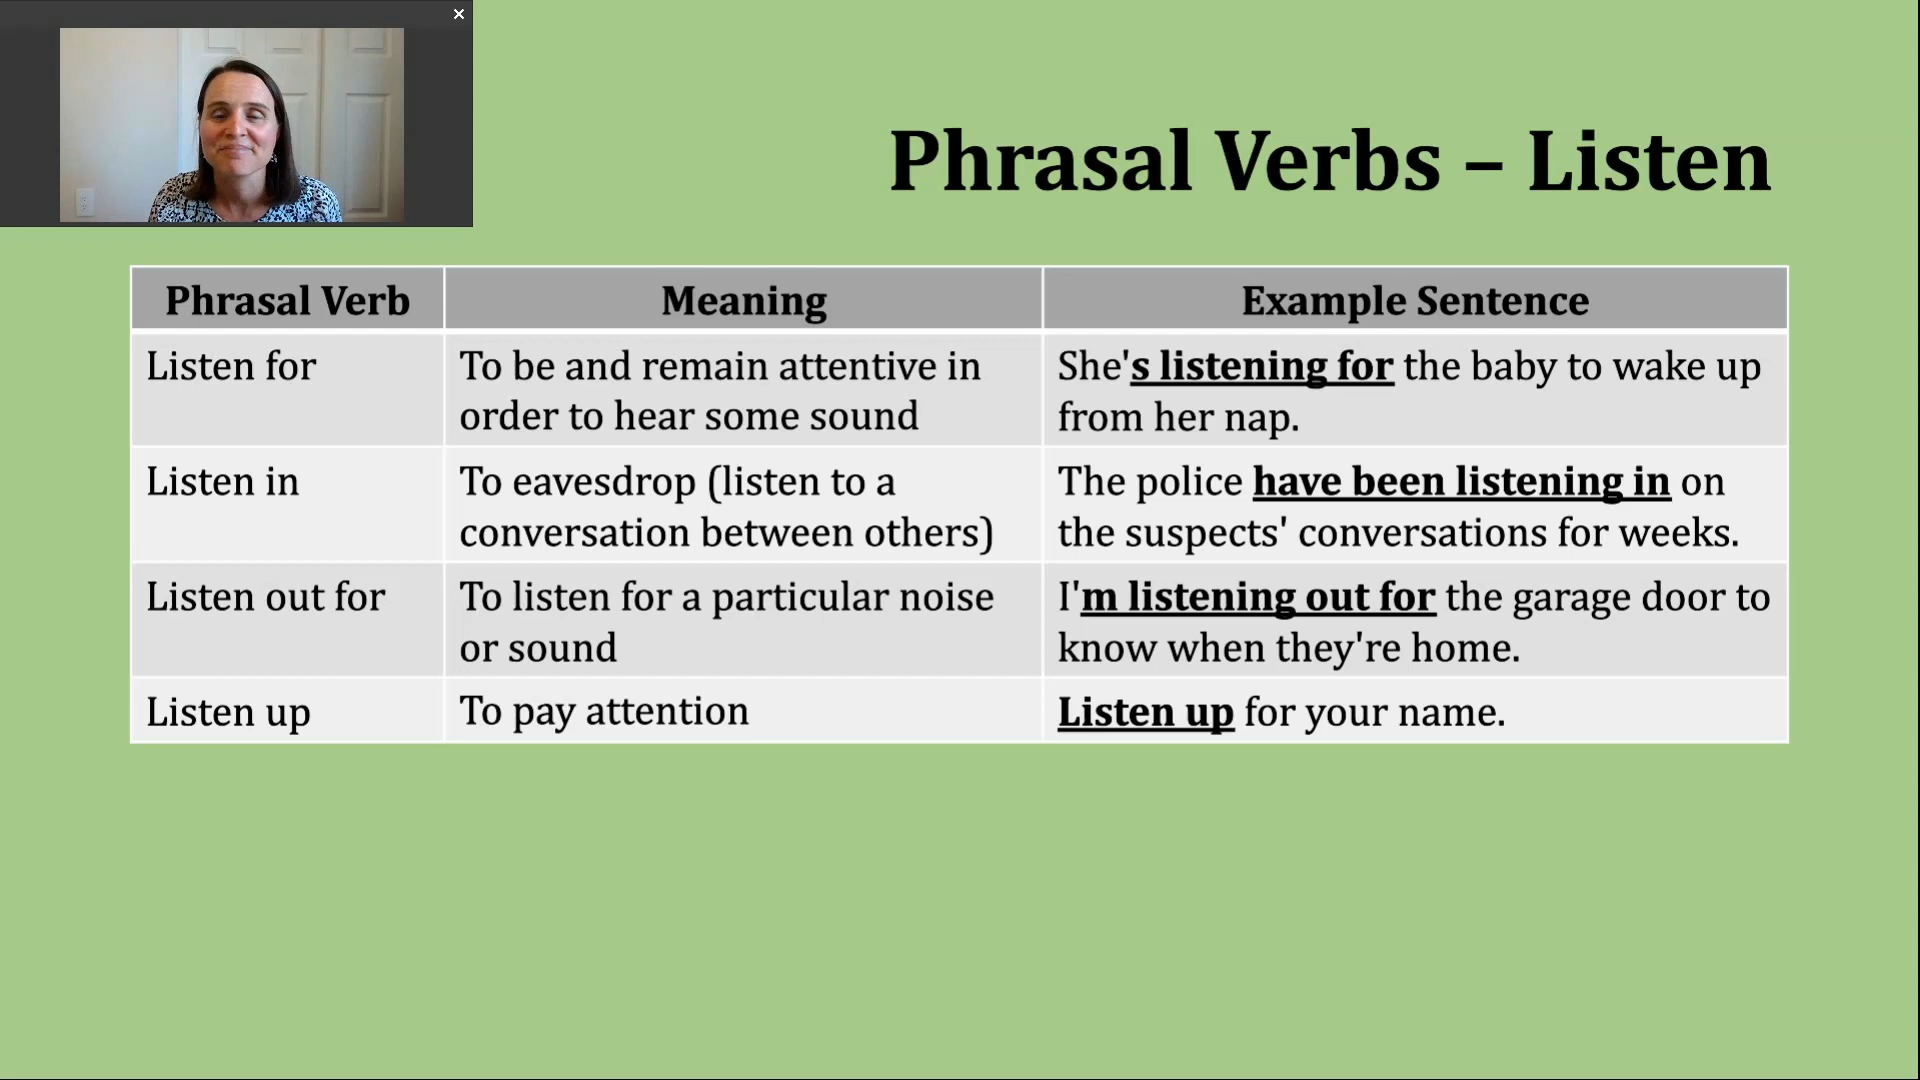 Phrasal Verbs – Listen
Phrasal Verb
Meaning
Example Sentence
Listen for
To be and remain attentive in
order to hear some sound
She's listening for the baby to wake up
from her nap.
Listen in
To eavesdrop (listen to a
conversation between others)
The police have been listening in on
the suspects' conversations for weeks.
Listen out for
To listen for a particular noise
or sound
I'm listening out for the garage door to
know when they're home.
Listen up
To pay attention
Listen up for your name.